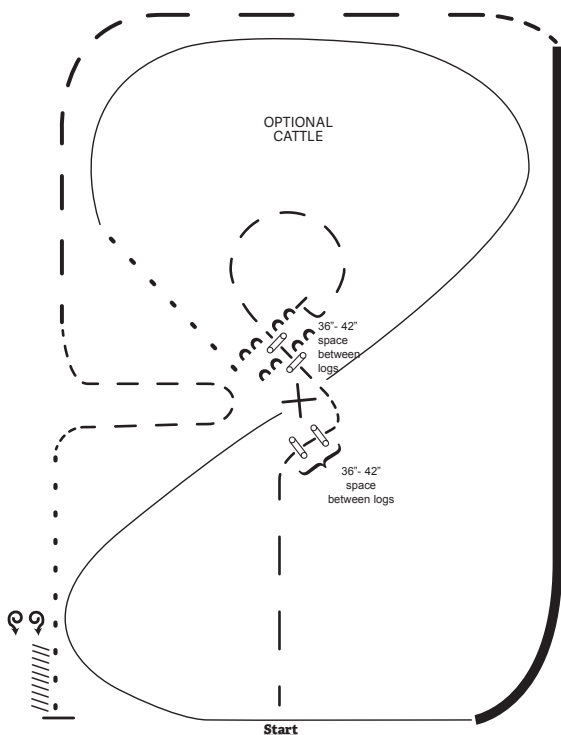 OPTIONAL
CATTLE
36”- 42”
space
between
logs
36”- 42”
space
between logs
Start